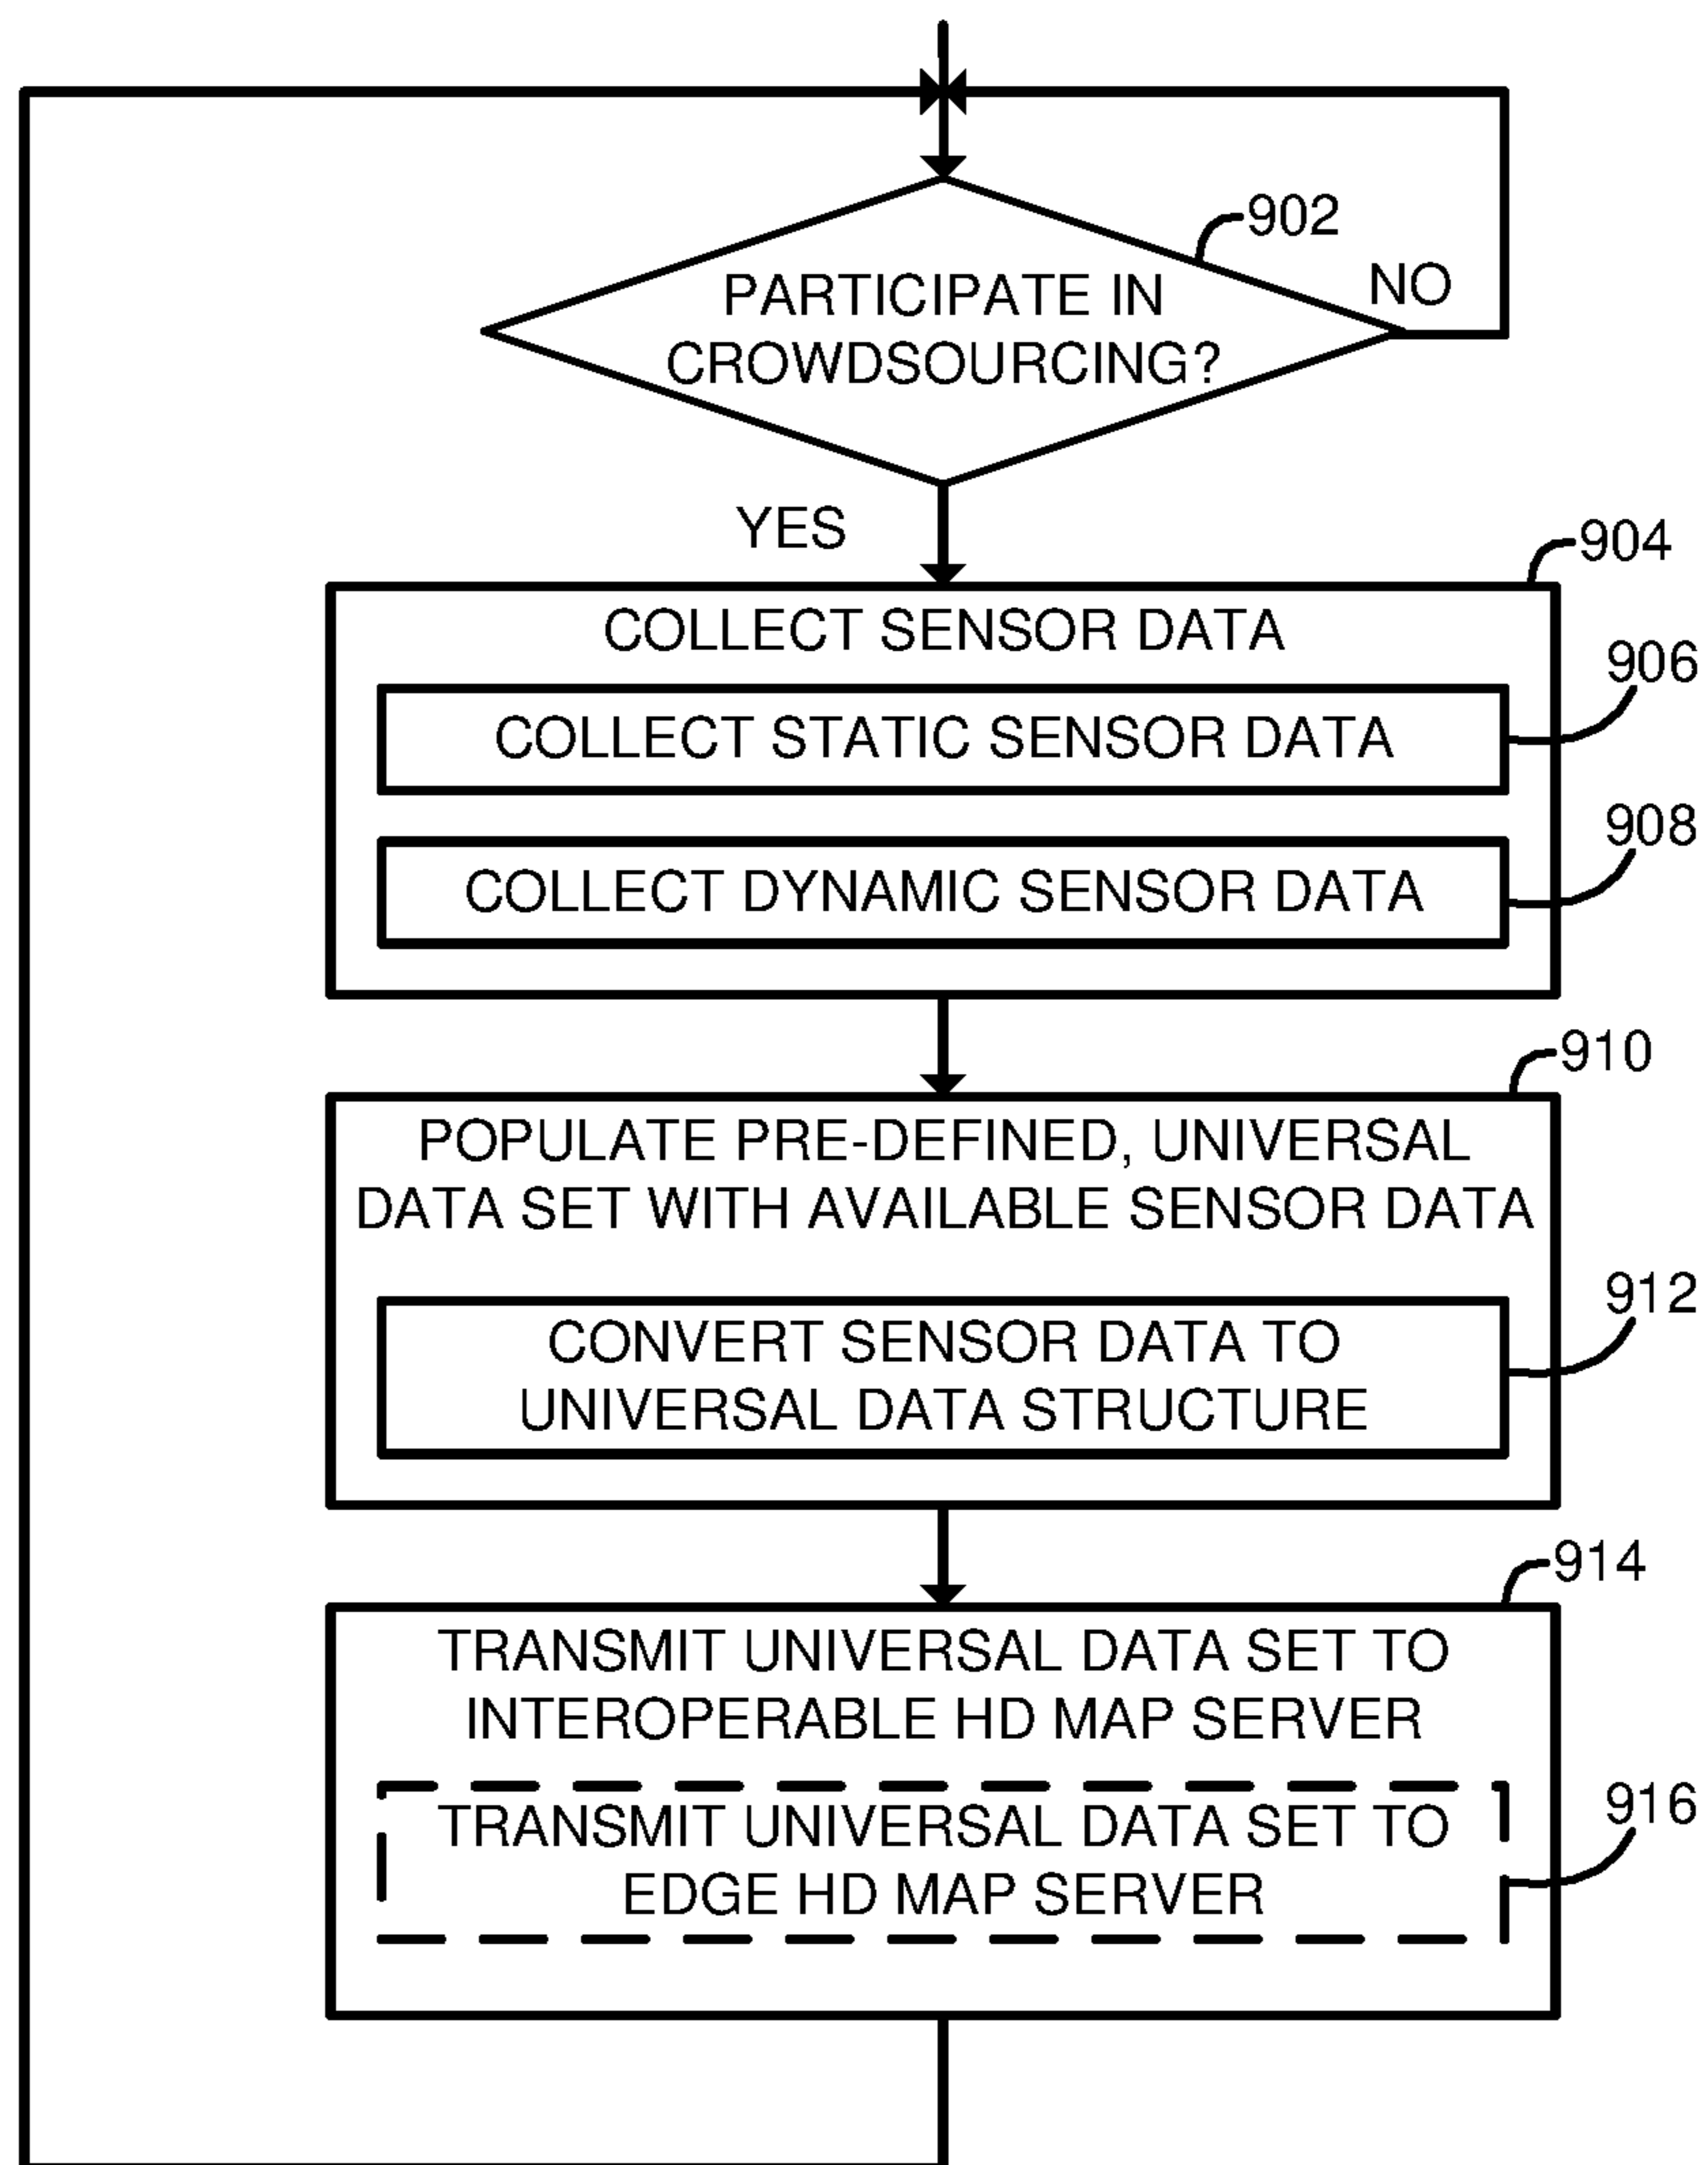 902
PARTICIPATE IN
CROWDSOURCING?
NO
YES
904
COLLECT SENSOR DATA
906
COLLECT STATIC SENSOR DATA
908
COLLECT DYNAMIC SENSOR DATA
910
POPULATE PRE-DEFINED, UNIVERSAL
DATA SET WITH AVAILABLE SENSOR DATA
912
CONVERT SENSOR DATA TO
UNIVERSAL DATA STRUCTURE
914
TRANSMIT UNIVERSAL DATA SET TO
INTEROPERABLE HD MAP SERVER
916
TRANSMIT UNIVERSAL DATA SET TO
EDGE HD MAP SERVER